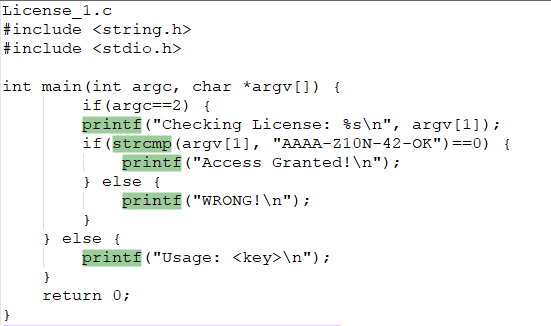 License_1.c
#include <string.h>
#include <stdio.h>
int main(int argc, char *argv[]) {
if(argc==2) {
printf("Checking License: %s\n", argv[1]);
if(strcmp(argv[1], "AAAA-Z10N-42-OK")==0) {
printf("Access Granted!\n");
} else {
printf("WRONG!\n");
}
} else {
printf("Usage: <key>\n");
}
return 0;
}